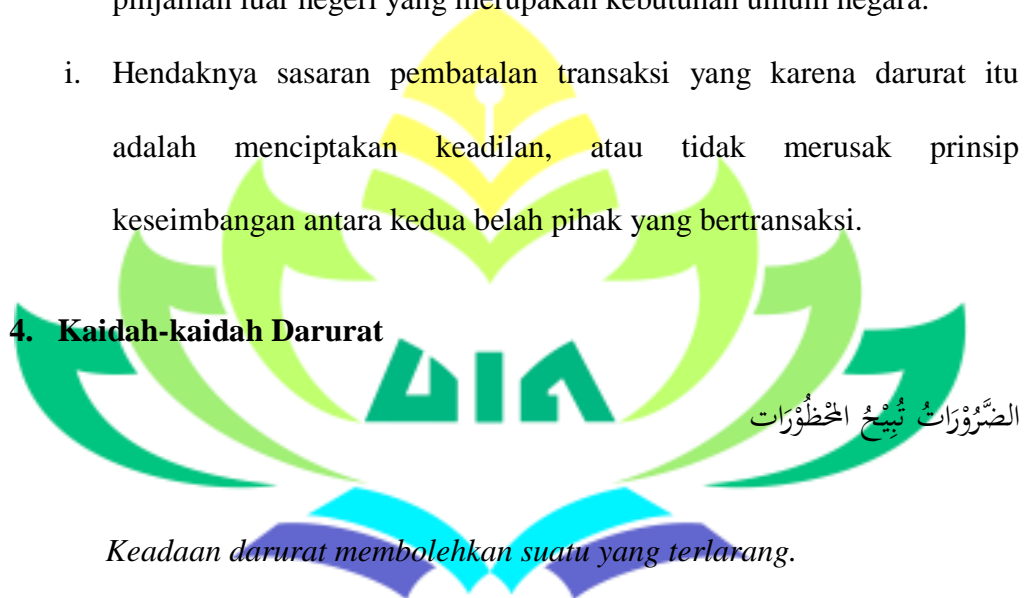 pinjaman luar negeri yang merupakan kebutuhan umum negara.
i. Hendaknya sasaran pembatalan transaksi yang karena darurat itu
adalah menciptakan keadilan, atau tidak merusak prinsip
keseimbangan antara kedua belah pihak yang bertransaksi.
4. Kaidah-kaidah Darurat
UIN
الضَّرُوْرَاتُ تُبِيْحُ المْحْظُوْرَات
Keadaan darurat membolehkan suatu yang terlarang.